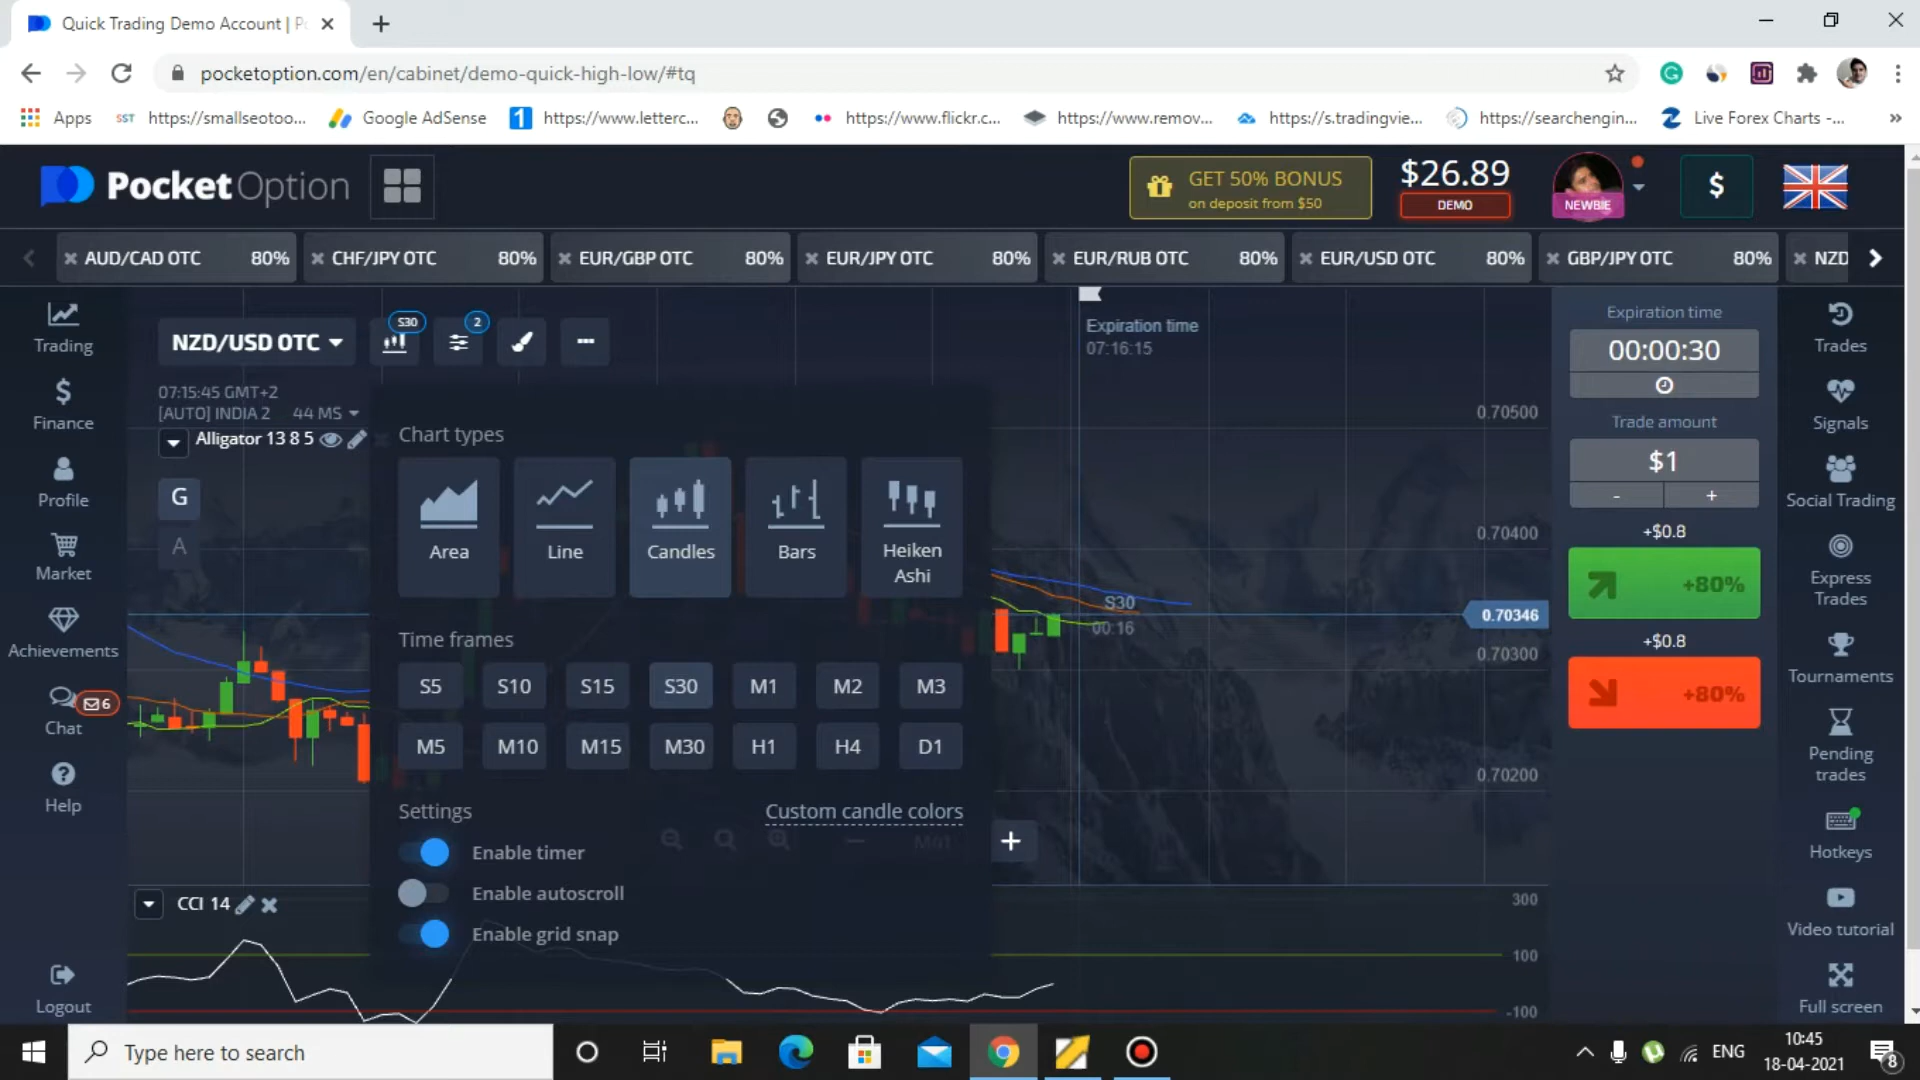 Quick Trading Demo Account | Po
pocketoption.com/en/cabinet/demo-quick-high-low/#tq
Apps
SST https://smallseotoo...
Google AdSense
1 https://www.letterc...
https://www.flickr.c...
https://www.remov...
https://s.tradingvie...
https://searchengin...
Live Forex Charts -...
PocketOption
GET 50% BONUS
on deposit from $50
$26.89
DEMO
NEWBIE
$
AUD/CAD OTC 80%
CHF/JPY OTC 80%
EUR/GBP OTC 80%
EUR/JPY OTC 80%
EUR/RUB OTC 80%
EUR/USD OTC 80%
GBP/JPY OTC 80%
NZD
Trading
Finance
Profile
Market
Achievements
Chat
6
Help
Logout
NZD/USD OTC
S30
2
07:15:45 GMT+2
[AUTO] INDIA 2 44 MS
Alligator 13 8 5
G
A
Chart types
Area
Line
Candles
Bars
Heiken
Ashi
Time frames
S5
S10
S15
S30
M1
M2
M3
M5
M10
M15
M30
H1
H4
D1
Settings
Custom candle colors
Enable timer
Enable autoscroll
Enable grid snap
CCI 14
Expiration time
07:16:15
S30
00:16
0.70500
0.70400
0.70346
0.70300
0.70200
300
100
-100
Expiration time
00:00:30
Trade amount
$1
-
+
+$0.8
+80%
+$0.8
+80%
Trades
Signals
Social Trading
Express
Trades
Tournaments
Pending
trades
Hotkeys
Video tutorial
Full screen
Type here to search
ENG
10:45
18-04-2021
8